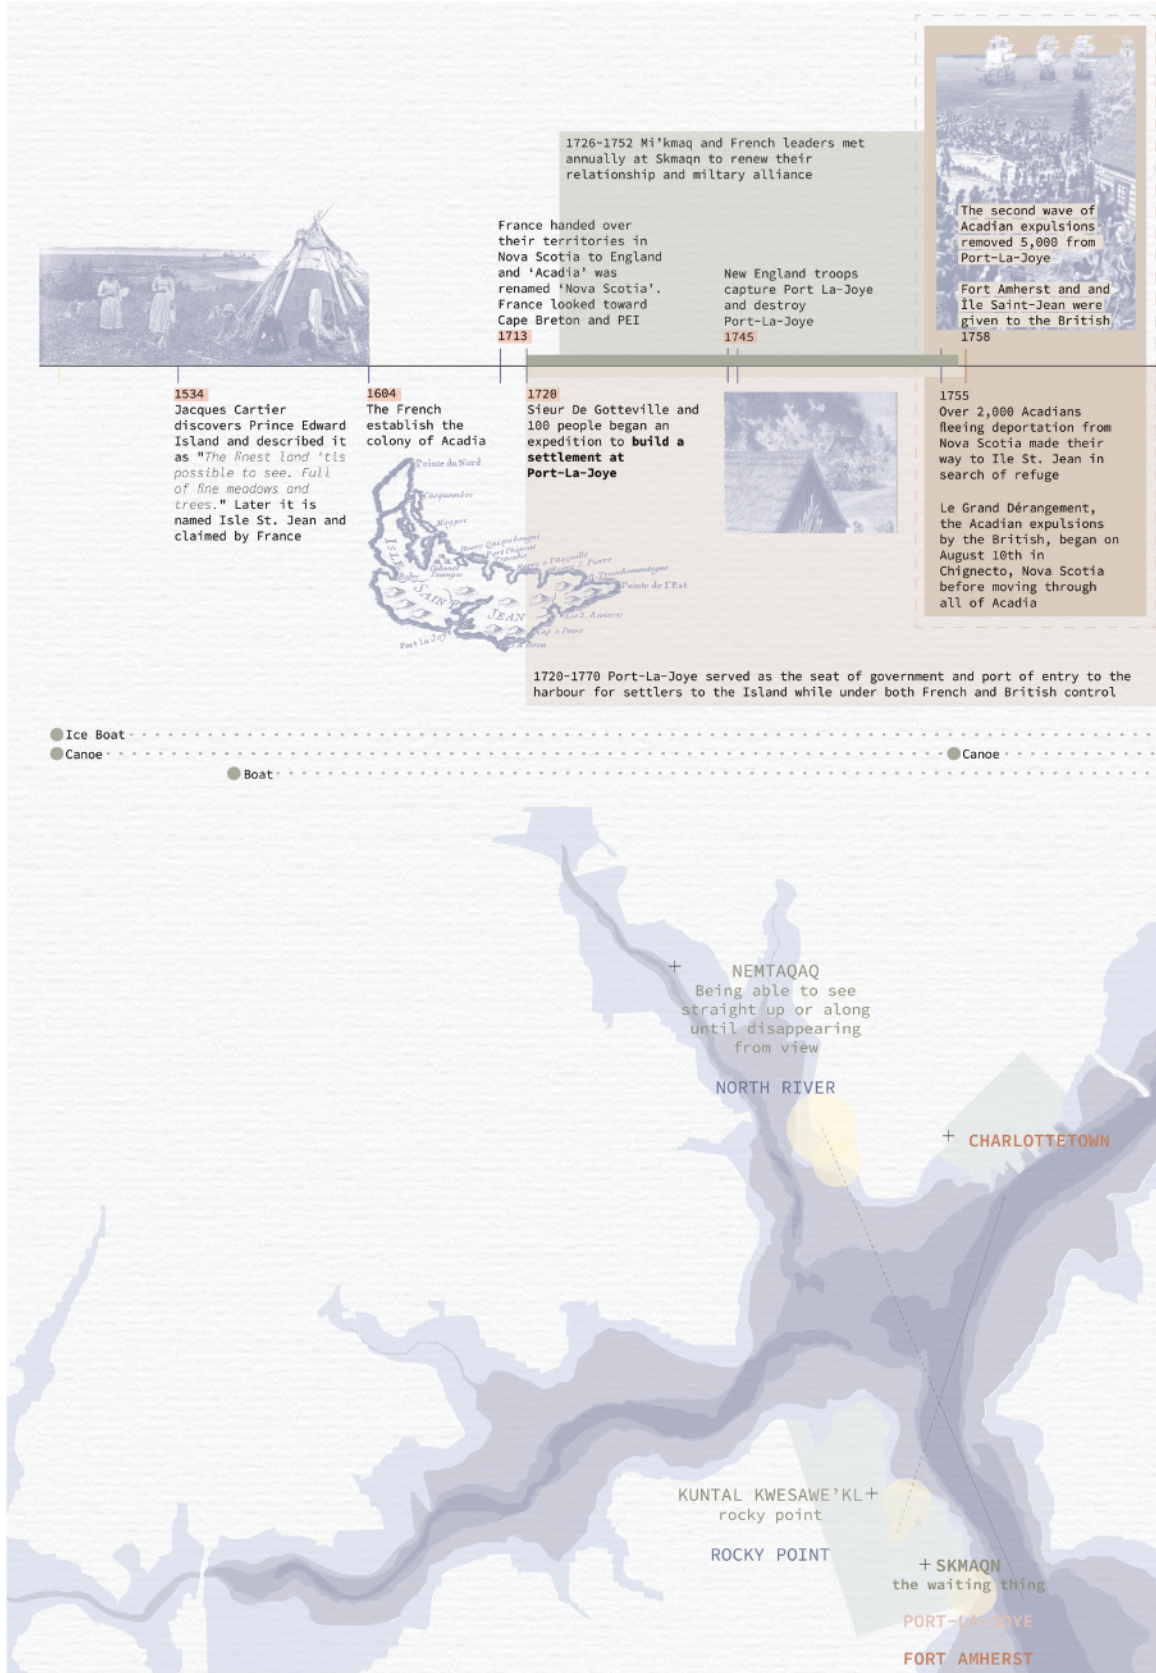 1726-1752 Mi'kmaq and French leaders met
annually at Skmaqn to renew their
relationship and miltary alliance
The second wave of
Acadian expulsions
removed 5,000 from
Port-La-Joye
Fort Amherst and and
Île Saint-Jean were
given to the British
1758
France handed over
their territories in
Nova Scotia to England
and 'Acadia' was
renamed 'Nova Scotia'.
France looked toward
Cape Breton and PEI
1713
New England troops
capture Port La-Joye
and destroy
Port-La-Joye
1745
1534
Jacques Cartier
discovers Prince Edward
Island and described it
as "The finest land 'tis
possible to see. Full
of fine meadows and
trees." Later it is
named Isle St. Jean and
claimed by France
1604
The French
establish the
colony of Acadia
1720
Sieur De Gotteville and
100 people began an
expedition to build a
settlement at
Port-La-Joye
1755
Over 2,000 Acadians
fleeing deportation from
Nova Scotia made their
way to Ile St. Jean in
search of refuge
Le Grand Dérangement,
the Acadian expulsions
by the British, began on
August 10th in
Chignecto, Nova Scotia
before moving through
all of Acadia
Pointe du Nord
ISLE
SAINT
JEAN
Pointe de l'Est
Port la Joye
1720-1770 Port-La-Joye served as the seat of government and port of entry to the
harbour for settlers to the Island while under both French and British control
Ice Boat
Canoe
Canoe
Boat
NEMTAQAQ
Being able to see
straight up or along
until disappearing
from view
NORTH RIVER
CHARLOTTETOWN
KUNTAL KWESAWE'KL
rocky point
ROCKY POINT
SKMAQN
the waiting thing
PORT-LA-JOYE
FORT AMHERST